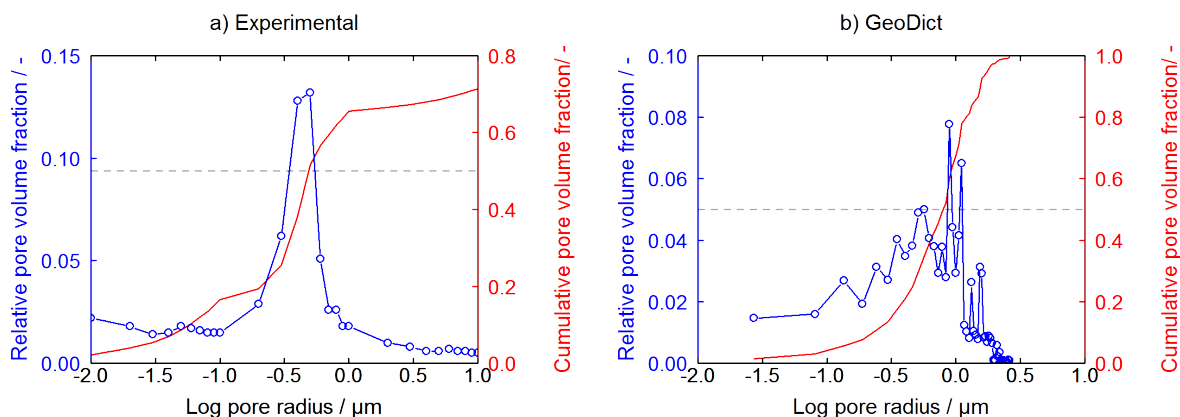 a) Experimental
Relative pore volume fraction / -
0.15
0.10
0.05
0.00
0.8
0.6
0.4
0.2
0.0
Cumulative pore volume fraction/ -
-2.0 -1.5 -1.0 -0.5 0.0 0.5 1.0
Log pore radius / µm
b) GeoDict
Relative pore volume fraction / -
0.10
0.08
0.06
0.04
0.02
0.00
1.0
0.8
0.6
0.4
0.2
0.0
Cumulative pore volume fraction / -
-2.0 -1.5 -1.0 -0.5 0.0 0.5 1.0
Log pore radius / µm